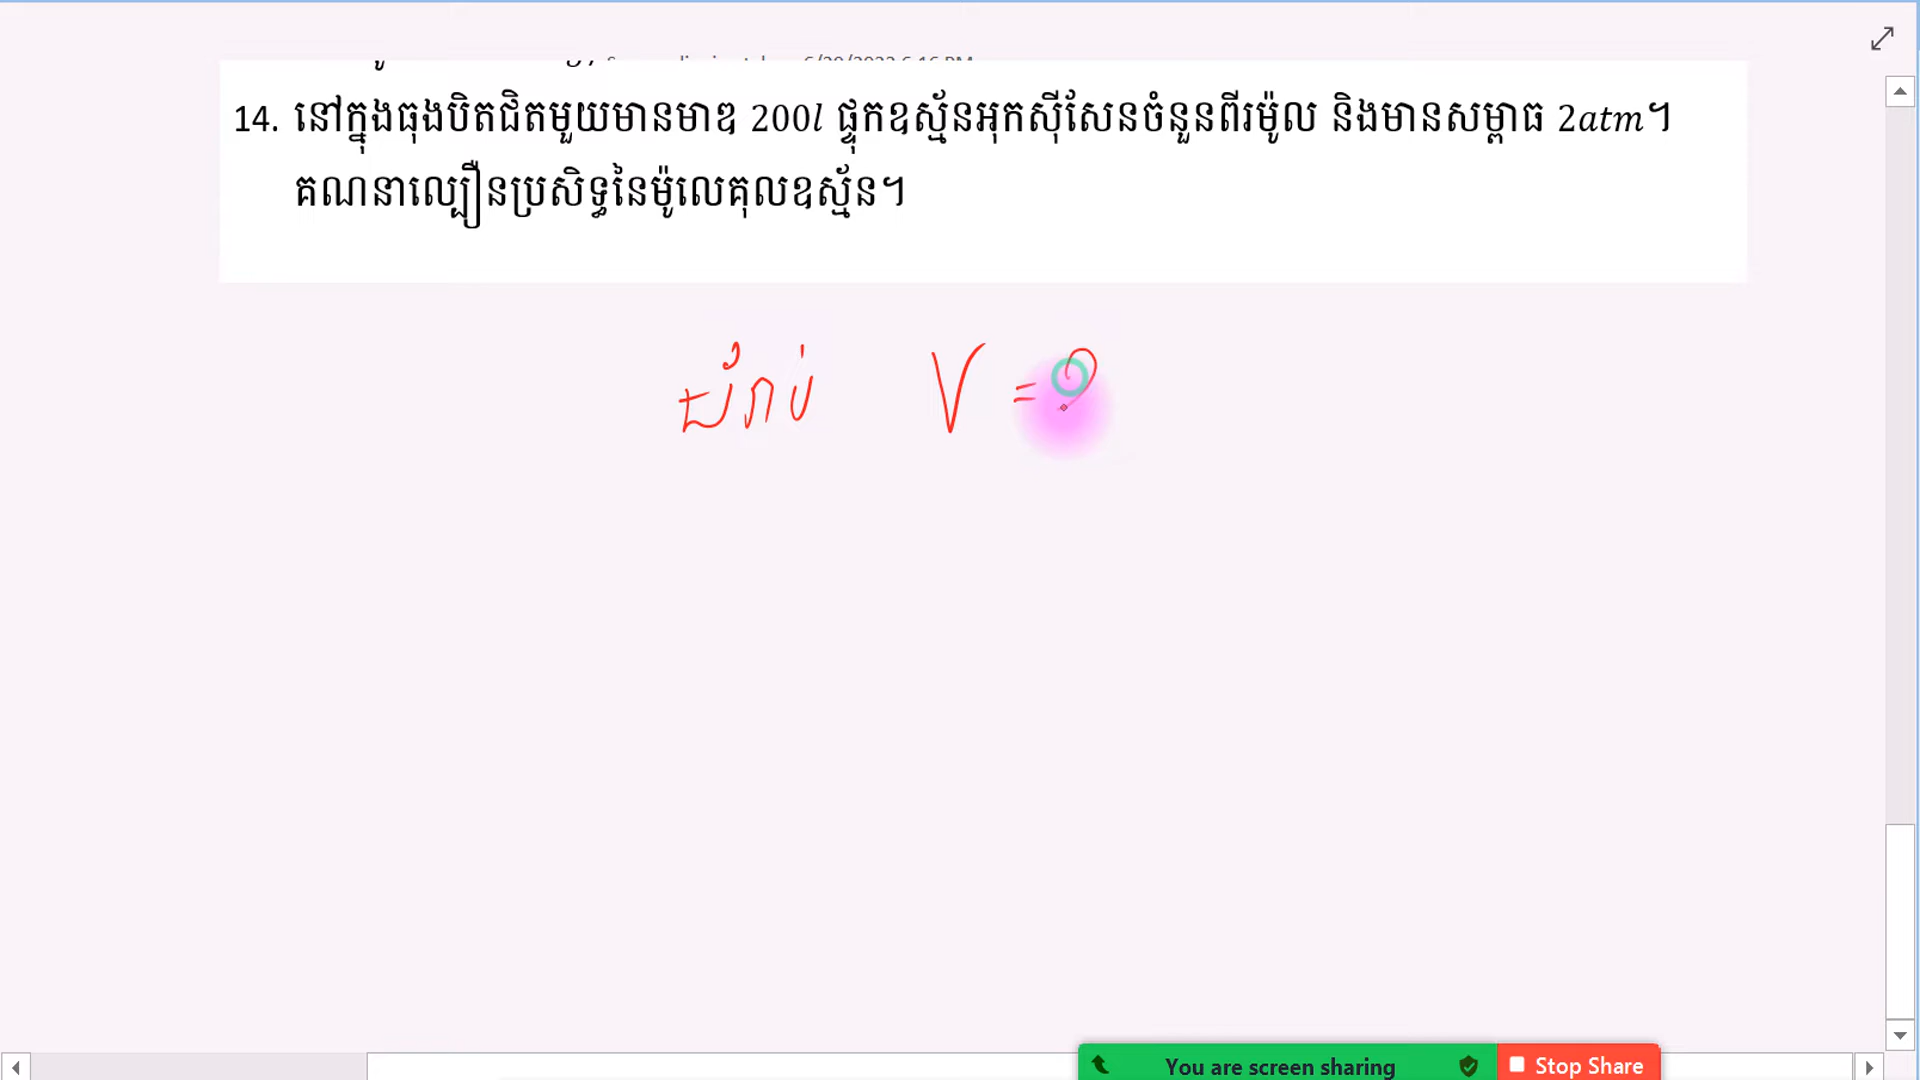 14. នៅក្នុងធុងបិតជិតមួយមានមាឌ 200l ផ្ទុកឧស្ម័នអុកស៊ីសែនចំនួនពីរម៉ូល និងមានសម្ពាធ 2atm។
គណនាល្បឿនប្រសិទ្ធនៃម៉ូលេគុលឧស្ម័ន។
V = ?
You are screen sharing
Stop Share